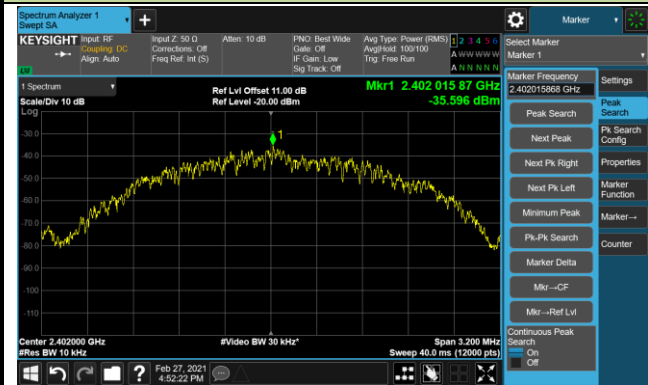 Spectrum Analyzer 1
Swept SA
Marker
KEYSIGHT Input: RF Input Z: 50 Ω Atten: 10 dB PNO: Best Wide Avg Type: Power (RMS) 1 2 3 4 5 6
Coupling: DC Corrections: Off Gate: Off Avg|Hold: 100/100 A W W W W W
Align: Auto Freq Ref: Int (S) IF Gain: Low Trig: Free Run
Sig Track: Off A N N N N N
Select Marker
Marker 1
1 Spectrum
Scale/Div 10 dB
Log
Ref Lvl Offset 11.00 dB
Ref Level -20.00 dBm
Mkr1 2.402 015 87 GHz
-35.596 dBm
1
-30.0
-40.0
-50.0
-60.0
-70.0
-80.0
-90.0
-100
-110
Center 2.402000 GHz #Video BW 30 kHz* Span 3.200 MHz
#Res BW 10 kHz Sweep 40.0 ms (12000 pts)
Marker Frequency
2.402015868 GHz
Peak Search
Next Peak
Next Pk Right
Next Pk Left
Minimum Peak
Pk-Pk Search
Marker Delta
Mkr→CF
Mkr→Ref Lvl
Continuous Peak
Search
On
Off
Settings
Peak
Search
Pk Search
Config
Properties
Marker
Function
Marker→
Counter
? Feb 27, 2021
4:52:22 PM